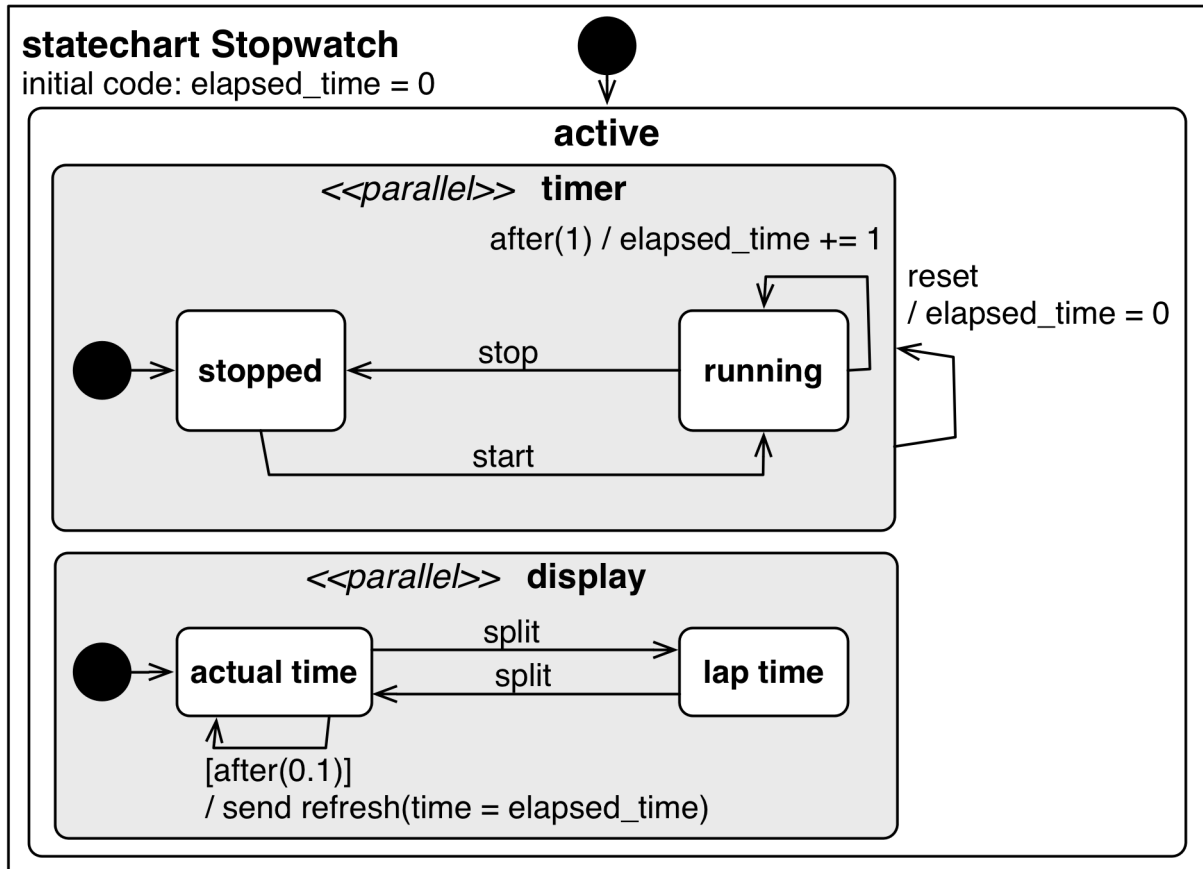 statechart Stopwatch
initial code: elapsed_time = 0
active
<<parallel>> timer
after(1) / elapsed_time += 1
reset
/ elapsed_time = 0
stopped
stop
running
start
<<parallel>> display
actual time
split
split
lap time
[after(0.1)]
/ send refresh(time = elapsed_time)